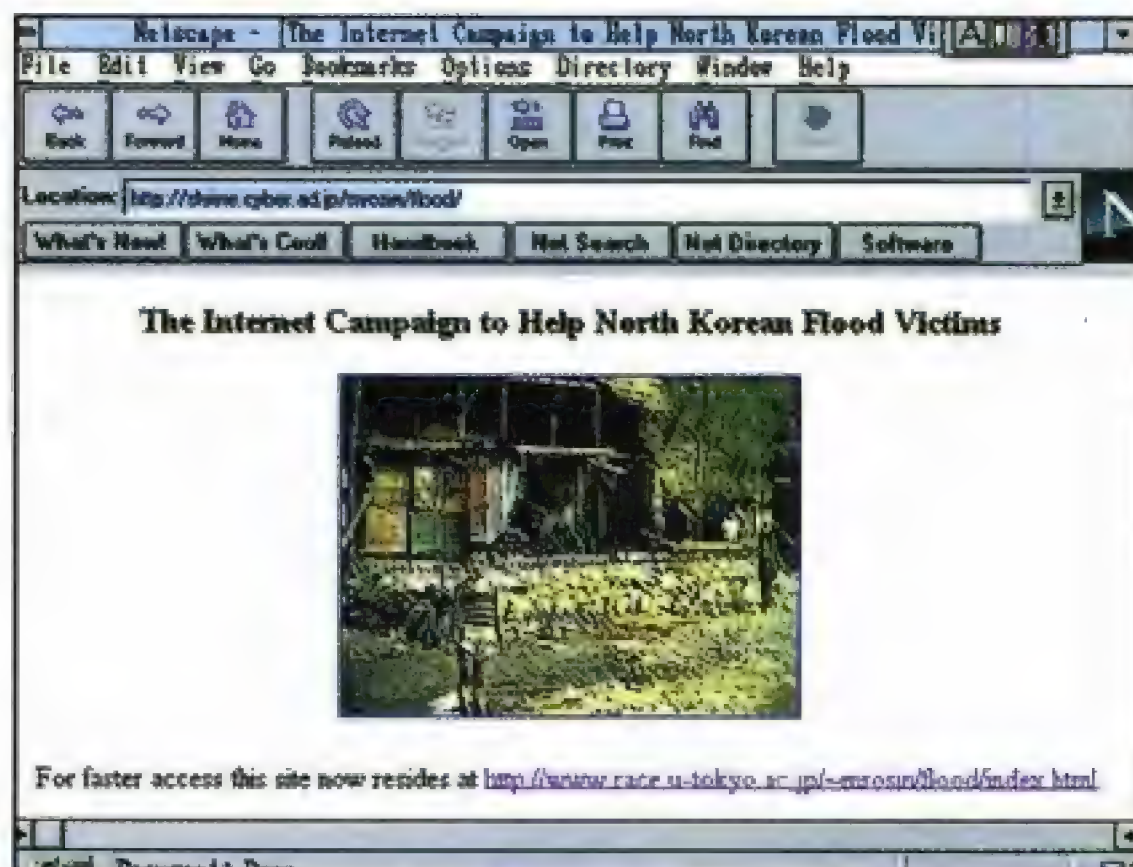 Netscape - [The Internet Campaign to Help North Korean Flood Vi
File Edit View Go Bookmarks Options Directory Window Help
Back Forward Home Reload Open Print Find
Location:
What's New! What's Cool! Handbook Net Search Net Directory Software
The Internet Campaign to Help North Korean Flood Victims
For faster access this site now resides at